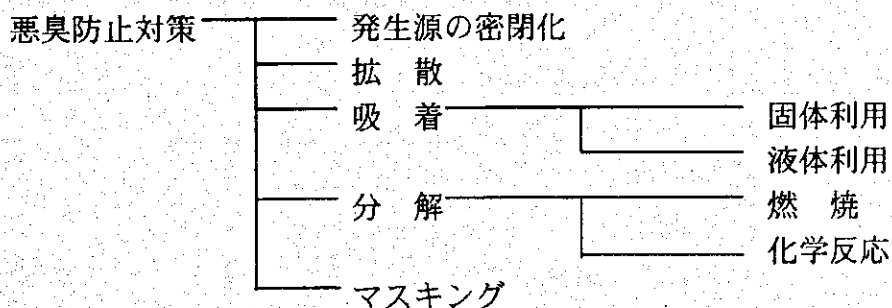 悪臭防止対策 発生源の密閉化
拡 散
吸 着 固体利用
液体利用
分 解 燃 焼
化学反応
マスキング